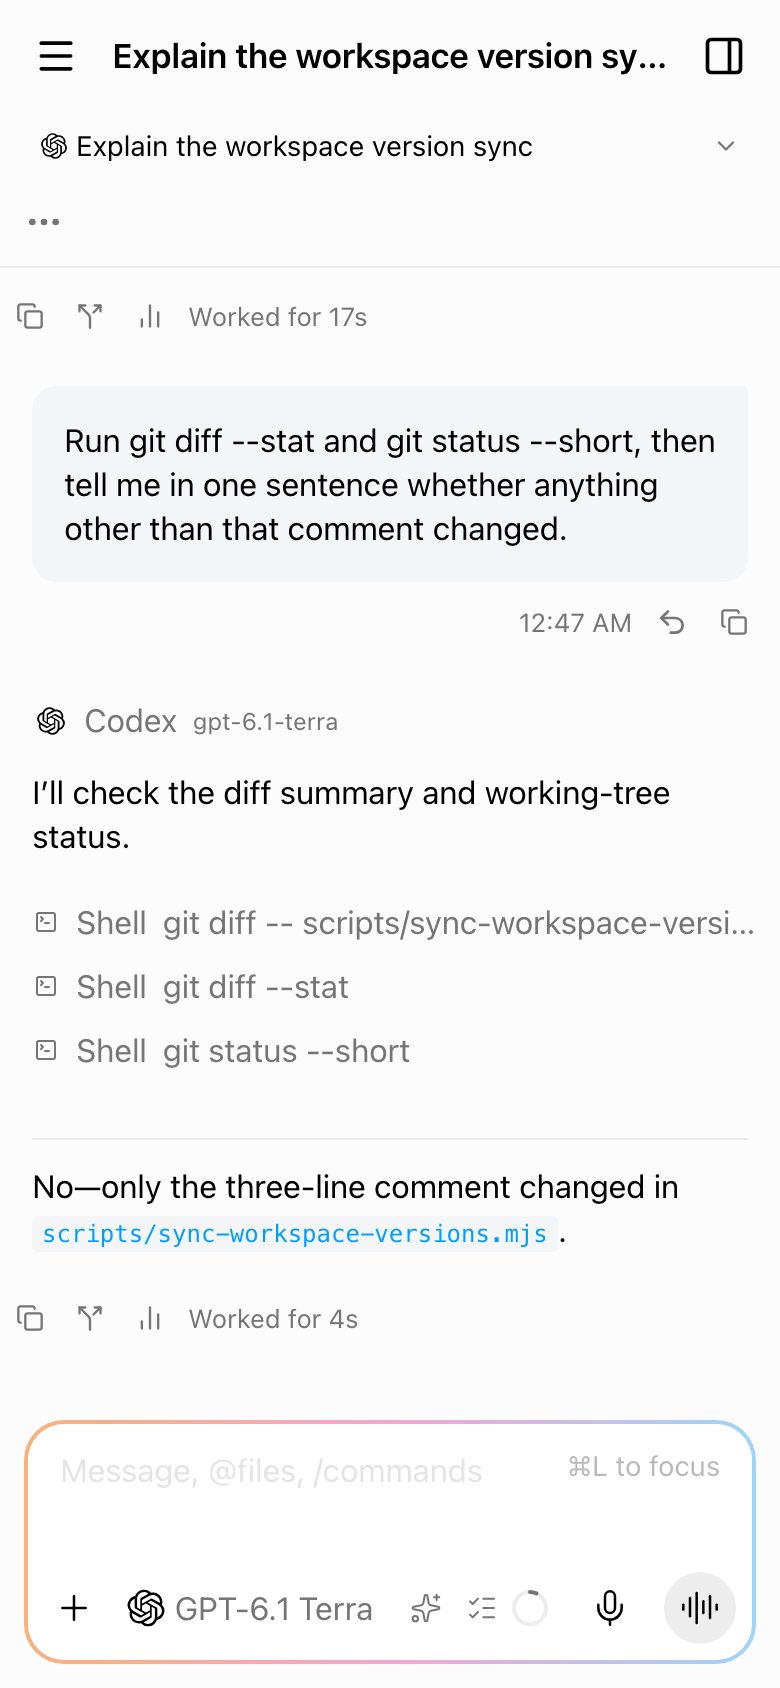 Explain the workspace version sy...
Explain the workspace version sync
Worked for 17s
Run git diff --stat and git status --short, then
tell me in one sentence whether anything
other than that comment changed.
12:47 AM
Codex gpt-6.1-terra
I’ll check the diff summary and working-tree
status.
Shell git diff -- scripts/sync-workspace-versi...
Shell git diff --stat
Shell git status --short
No—only the three-line comment changed in
scripts/sync-workspace-versions.mjs.
Worked for 4s
Message, @files, /commands
⌘L to focus
GPT-6.1 Terra